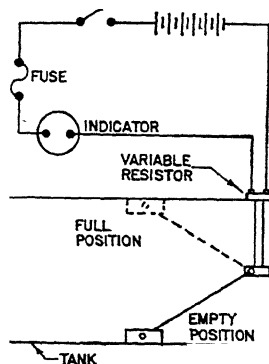 FUSE
INDICATOR
VARIABLE
RESISTOR
FULL
POSITION
EMPTY
POSITION
TANK